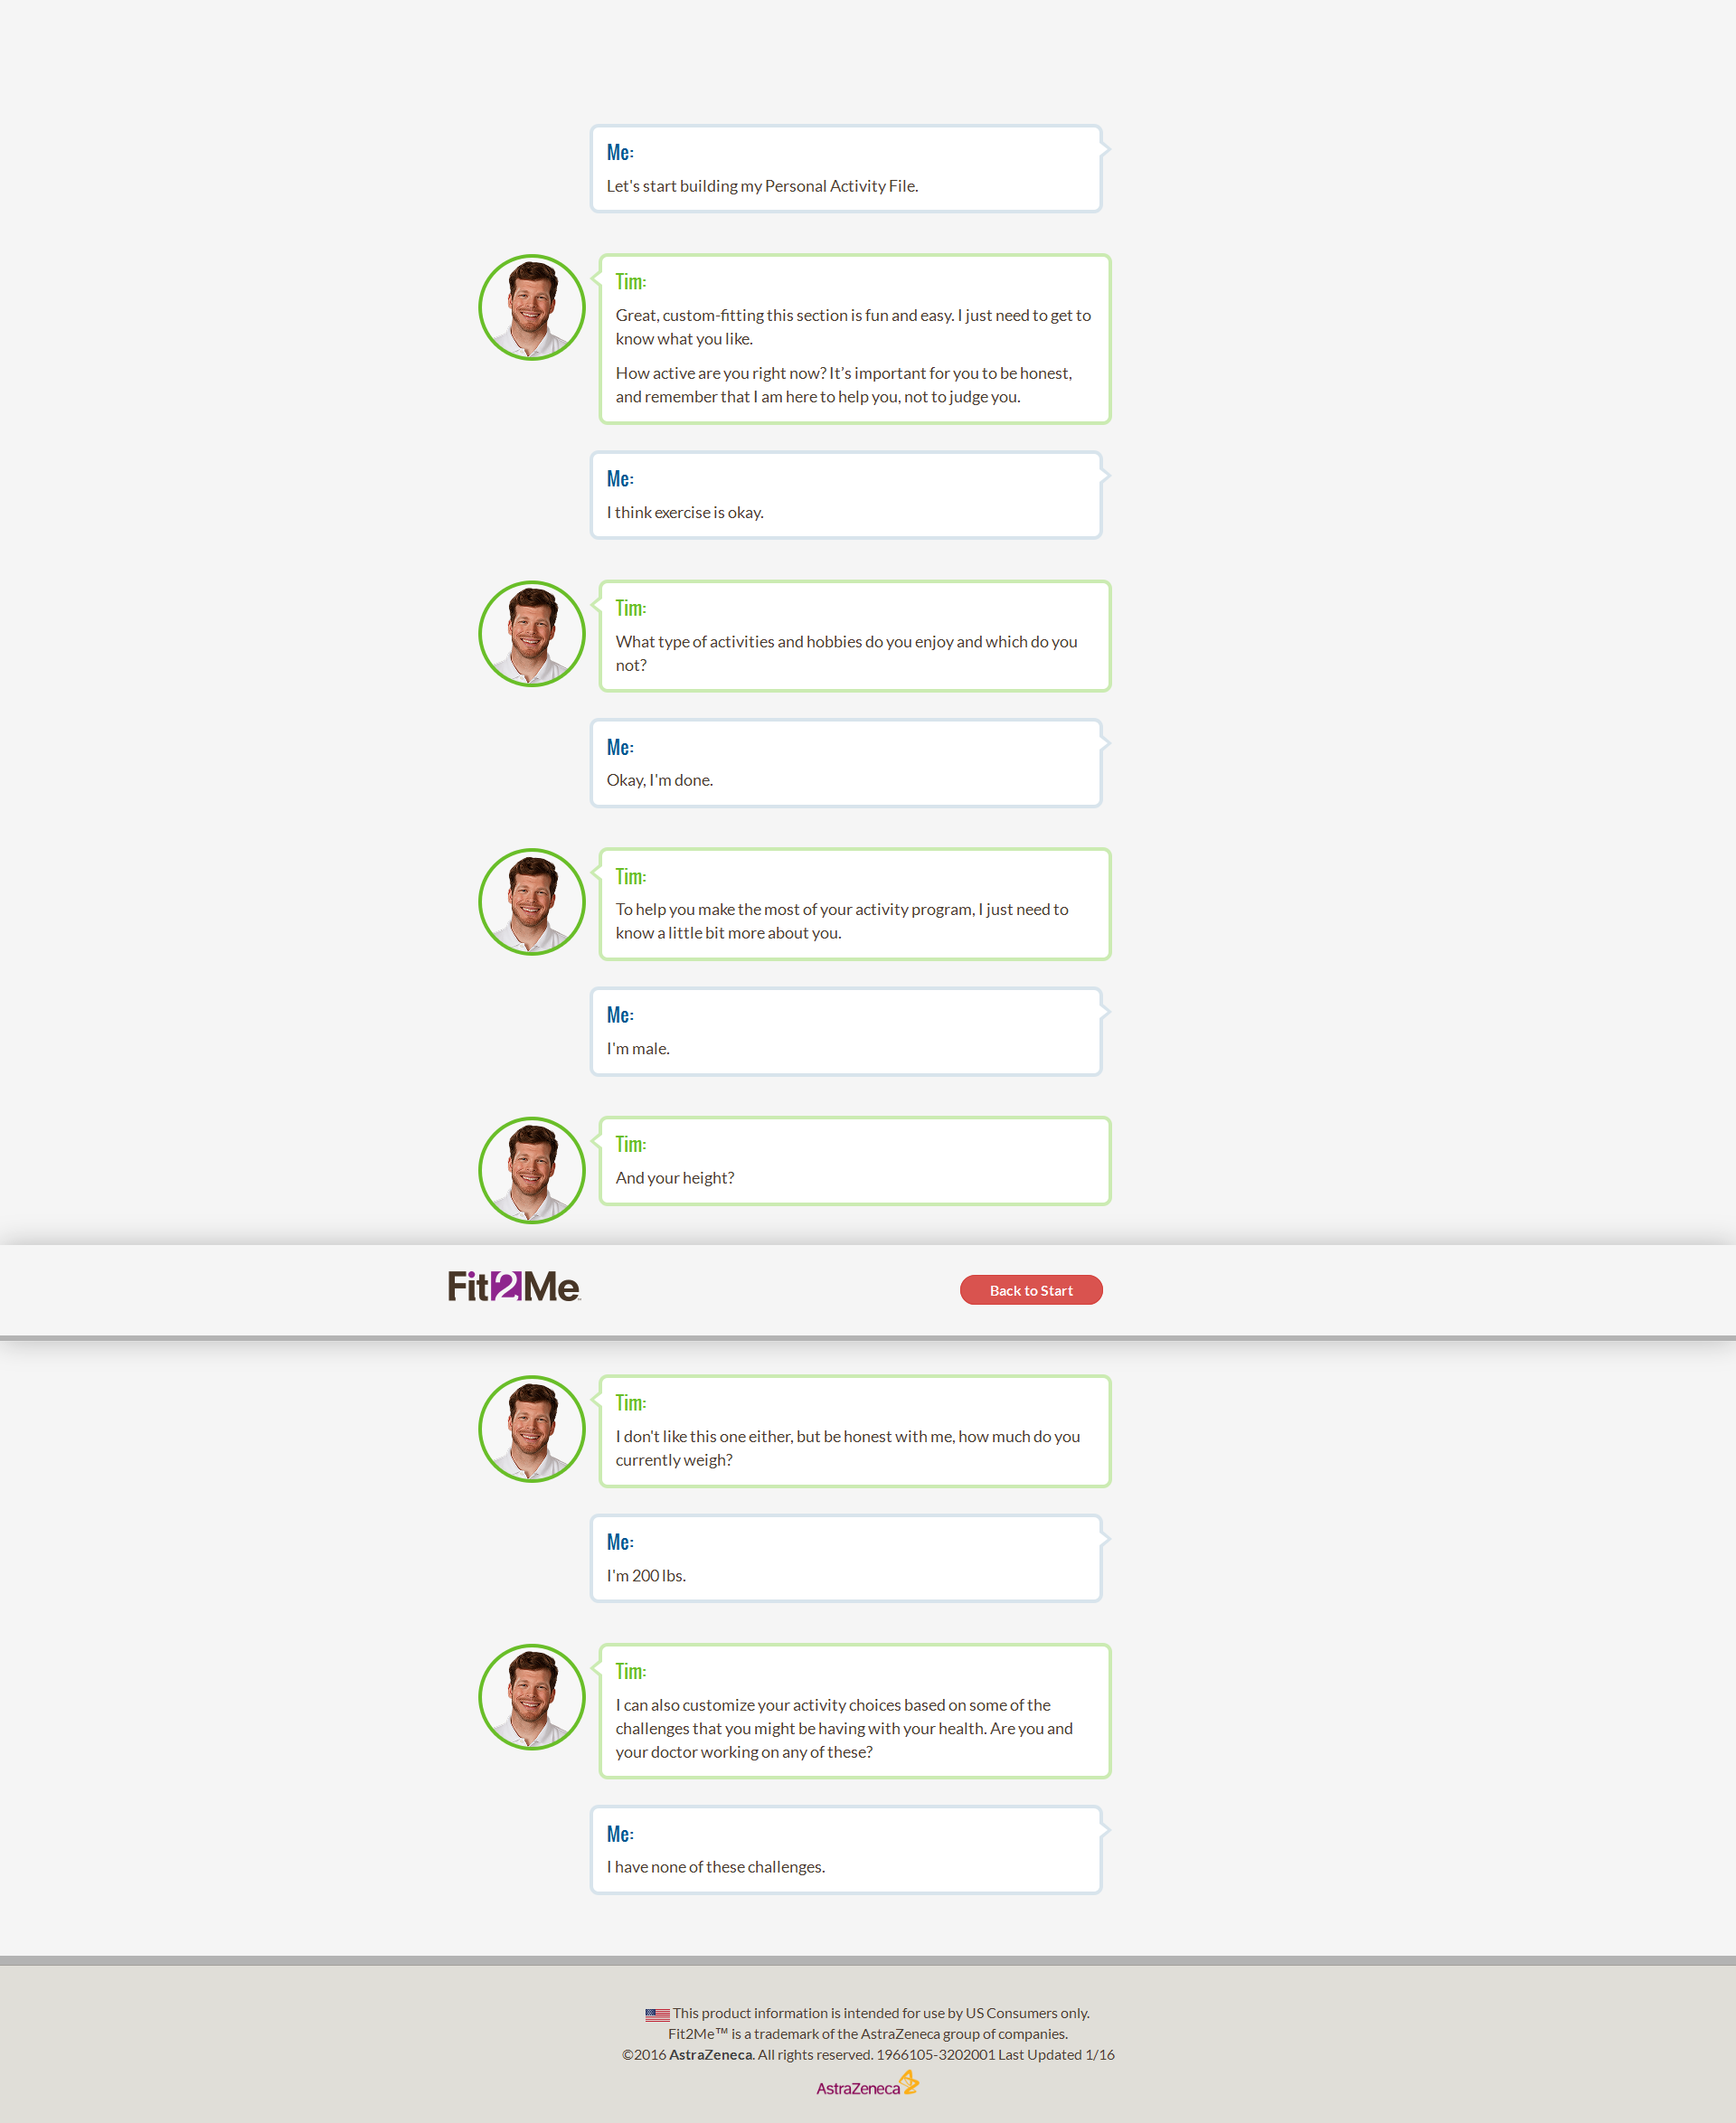 Me:
Let's start building my Personal Activity File.
Tim:
Great, custom-fitting this section is fun and easy. I just need to get to
know what you like.
How active are you right now? It’s important for you to be honest,
and remember that I am here to help you, not to judge you.
Me:
I think exercise is okay.
Tim:
What type of activities and hobbies do you enjoy and which do you
not?
Me:
Okay, I'm done.
Tim:
To help you make the most of your activity program, I just need to
know a little bit more about you.
Me:
I'm male.
Tim:
And your height?
Fit2Me
Back to Start
Tim:
I don't like this one either, but be honest with me, how much do you
currently weigh?
Me:
I'm 200 lbs.
Tim:
I can also customize your activity choices based on some of the
challenges that you might be having with your health. Are you and
your doctor working on any of these?
Me:
I have none of these challenges.
This product information is intended for use by US Consumers only.
Fit2Me™ is a trademark of the AstraZeneca group of companies.
©2016 AstraZeneca. All rights reserved. 1966105-3202001 Last Updated 1/16
AstraZeneca